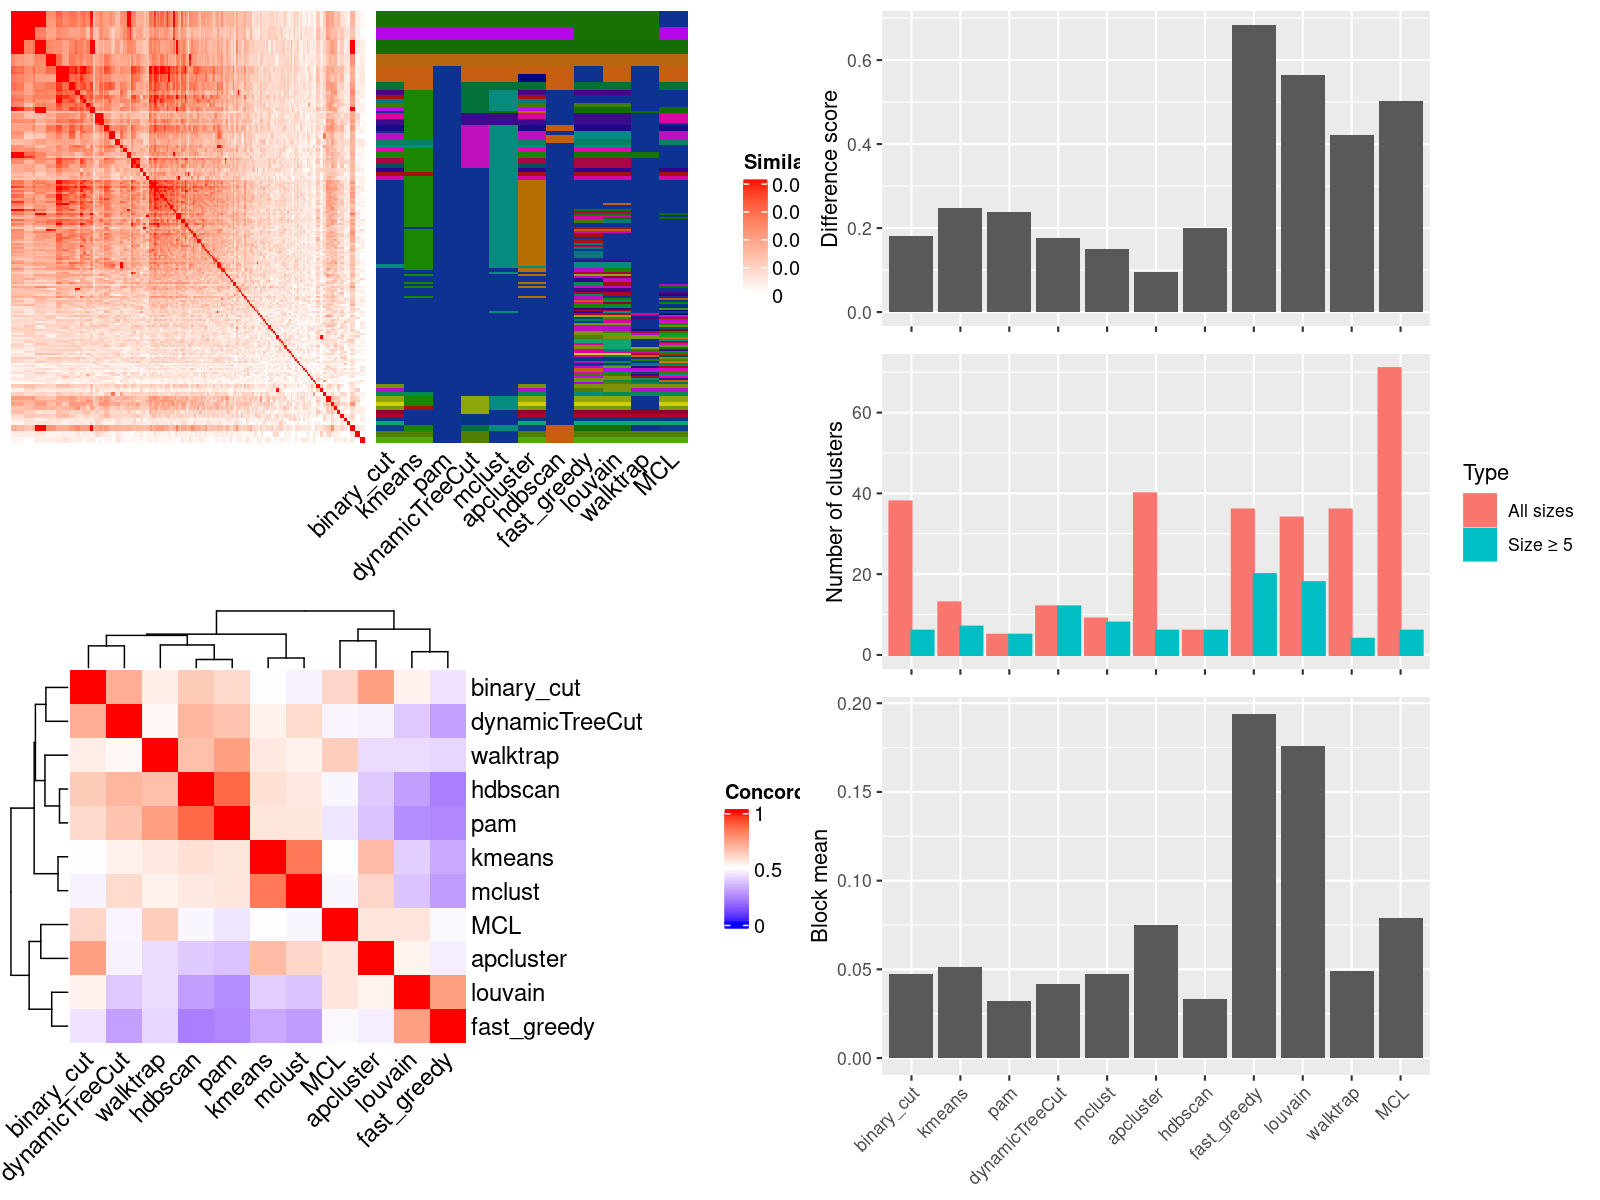 Simila
0.0
0.0
0.0
0.0
0
binary_cut
kmeans
pam
dynamicTreeCut
mclust
apcluster
hdbscan
fast_greedy
louvain
walktrap
MCL
binary_cut
dynamicTreeCut
walktrap
hdbscan
pam
kmeans
mclust
MCL
apcluster
louvain
fast_greedy
binary_cut
dynamicTreeCut
walktrap
hdbscan
pam
kmeans
mclust
MCL
apcluster
louvain
fast_greedy
Concord
1
0.5
0
Difference score
0.6
0.4
0.2
0.0
Number of clusters
60
40
20
0
Type
All sizes
Size ≥ 5
Block mean
0.20
0.15
0.10
0.05
0.00
binary_cut
kmeans
pam
dynamicTreeCut
mclust
apcluster
hdbscan
fast_greedy
louvain
walktrap
MCL